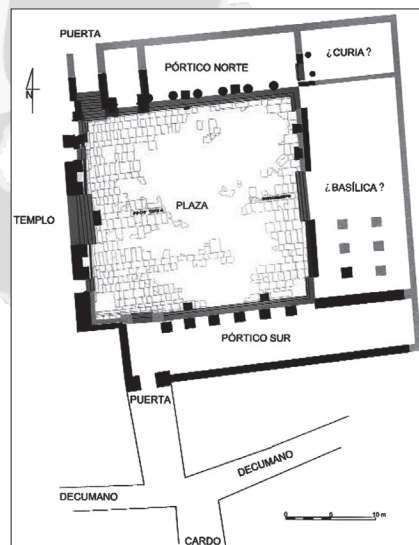 PUERTA
¿CURIA?
PÓRTICO NORTE
N
¿BASÍLICA?
PLAZA
TEMPLO
PÓRTICO SUR
PUERTA
DECUMANO
DECUMANO
CARDO
0 5 10 m